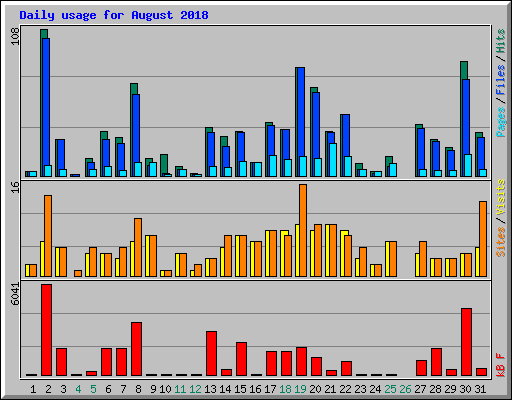 Daily usage for August 2018
108
Pages / Files / Hits
16
Sites / Visits
6041
kB F
1 2 3 4 5 6 7 8 9 10 11 12 13 14 15 16 17 18 19 20 21 22 23 24 25 26 27 28 29 30 31